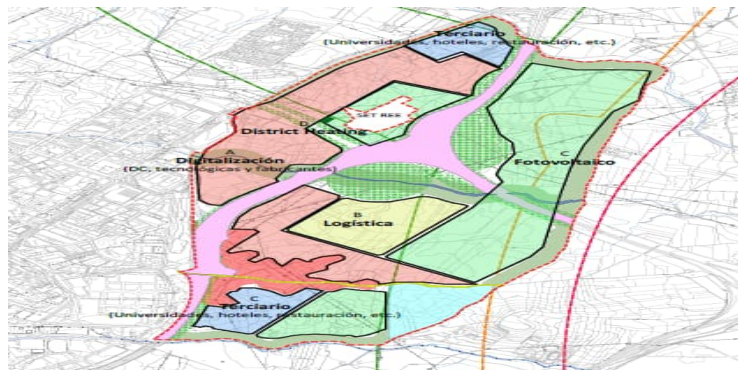 Terciario
(Universidades, hoteles, restauración, etc.)
SET REE
D
District Heating
A
Digitalización
(DC, tecnológicas y fabricantes)
C
Fotovoltaico
B
Logística
C
Terciario
(Universidades, hoteles, restauración, etc.)